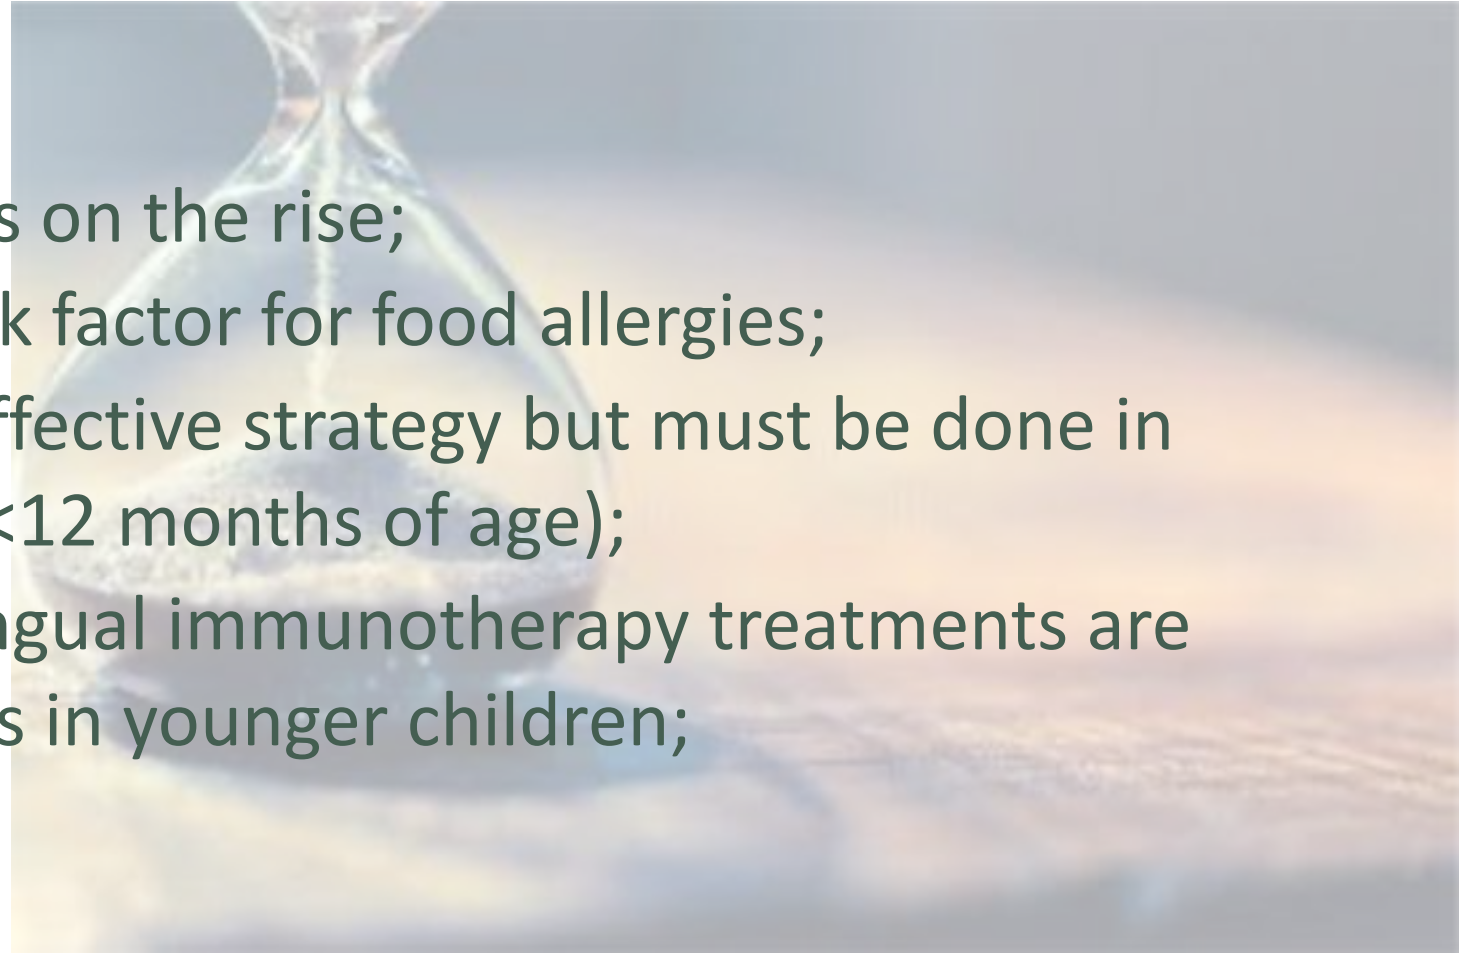 s on the rise;
k factor for food allergies;
ffective strategy but must be done in
<12 months of age);
gual immunotherapy treatments are
s in younger children;